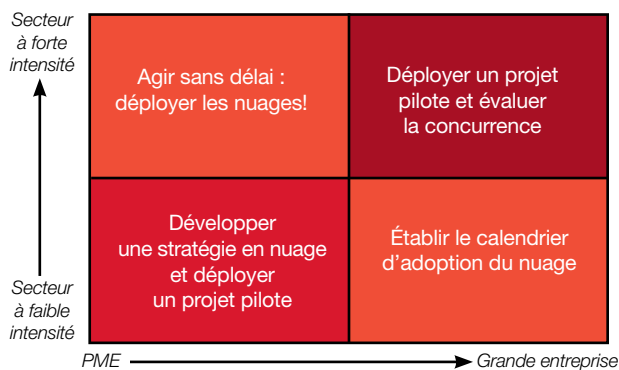 Secteur
à forte
intensité
Agir sans délai :
déployer les nuages!
Déployer un projet
pilote et évaluer
la concurrence
Développer
une stratégie en nuage
et déployer
un projet pilote
Établir le calendrier
d’adoption du nuage
Secteur
à faible
intensité
PME
Grande entreprise